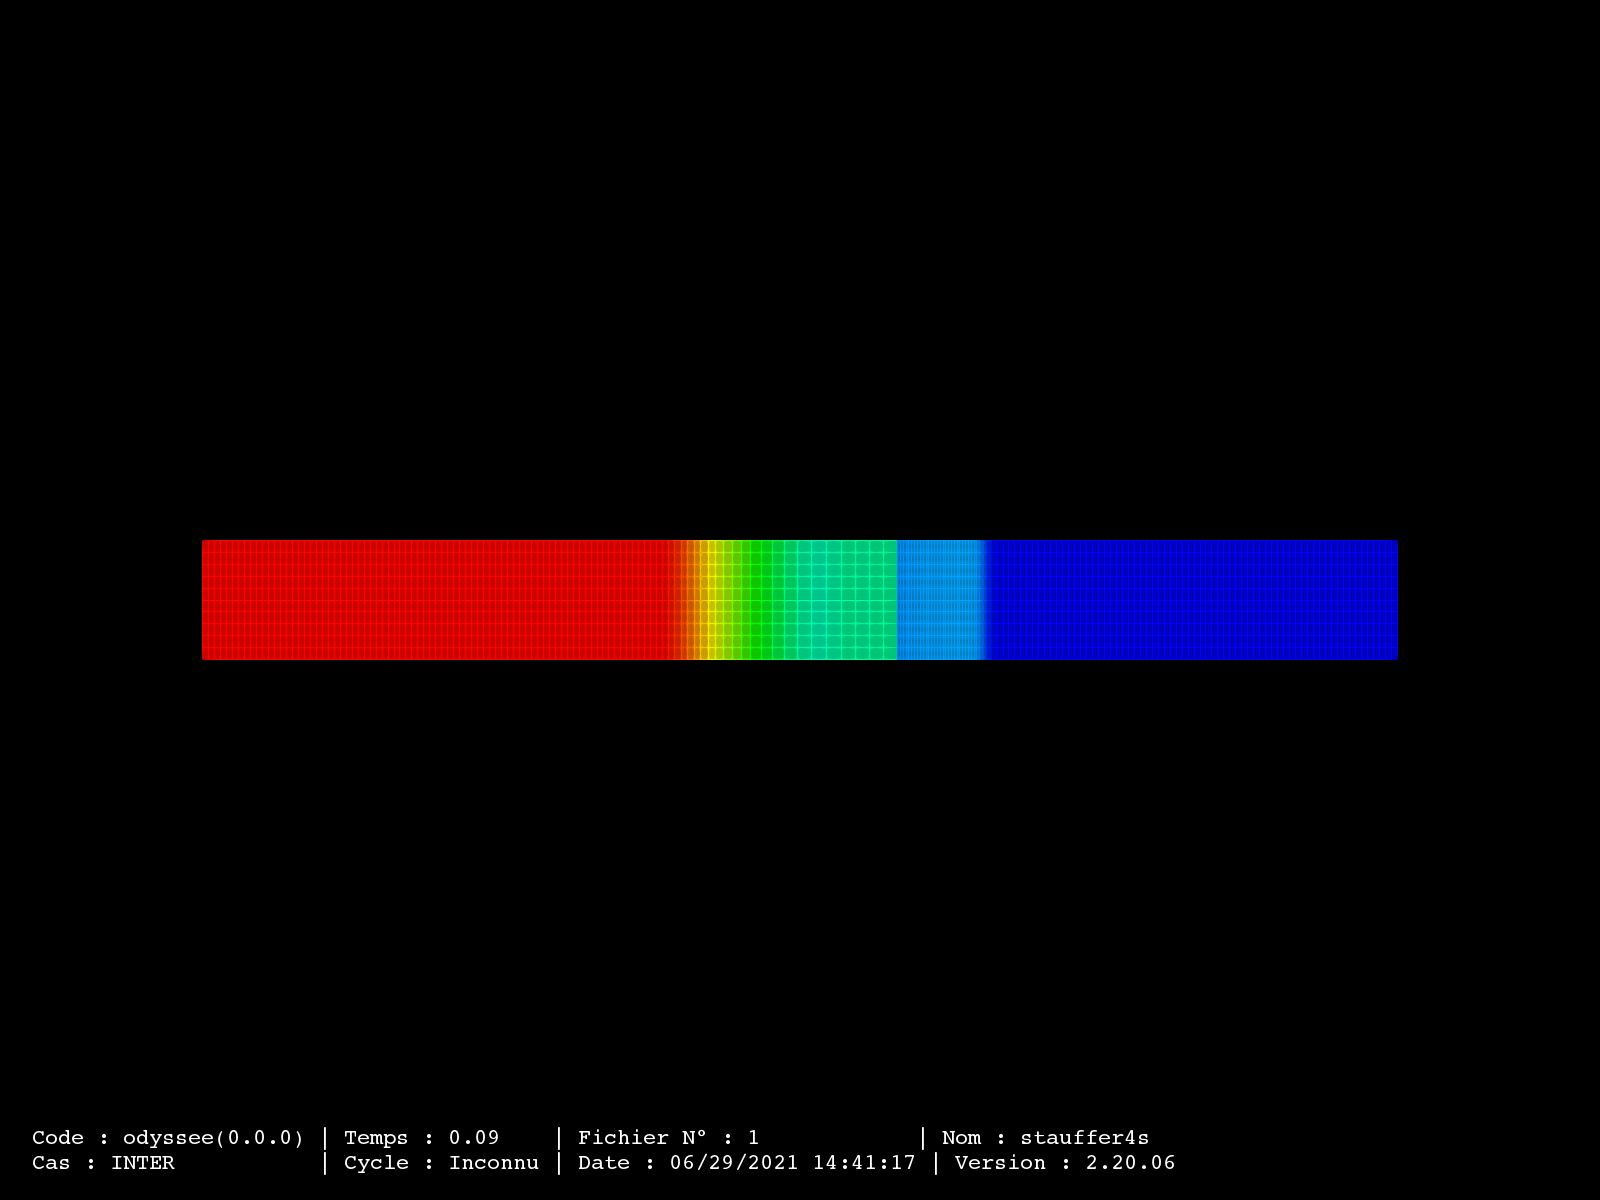 Code : odyssee(0.0.0) | Temps : 0.09 | Fichier N° : 1 | Nom : stauffer4s
Cas : INTER | Cycle : Inconnu | Date : 06/29/2021 14:41:17 | Version : 2.20.06